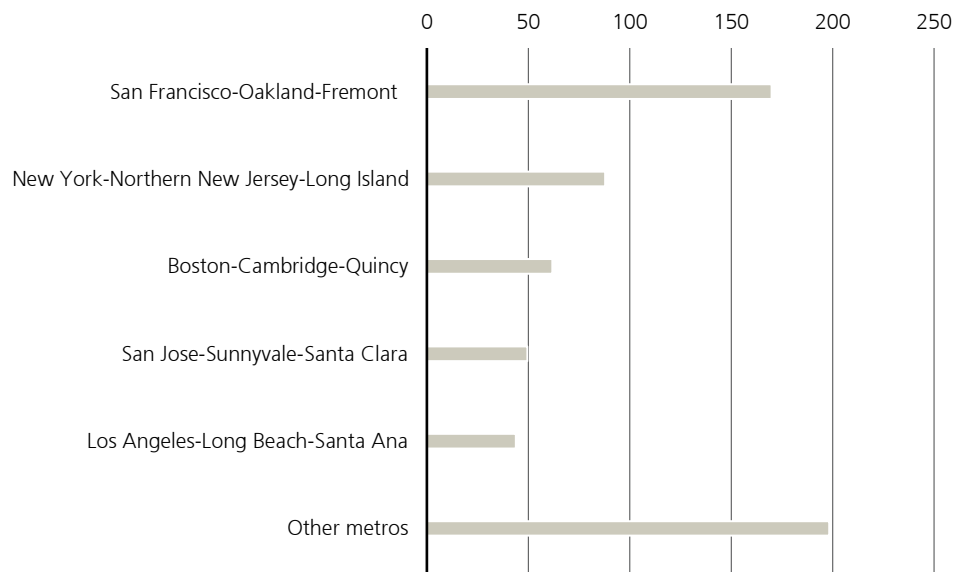 0 50 100 150 200 250
San Francisco-Oakland-Fremont
New York-Northern New Jersey-Long Island
Boston-Cambridge-Quincy
San Jose-Sunnyvale-Santa Clara
Los Angeles-Long Beach-Santa Ana
Other metros